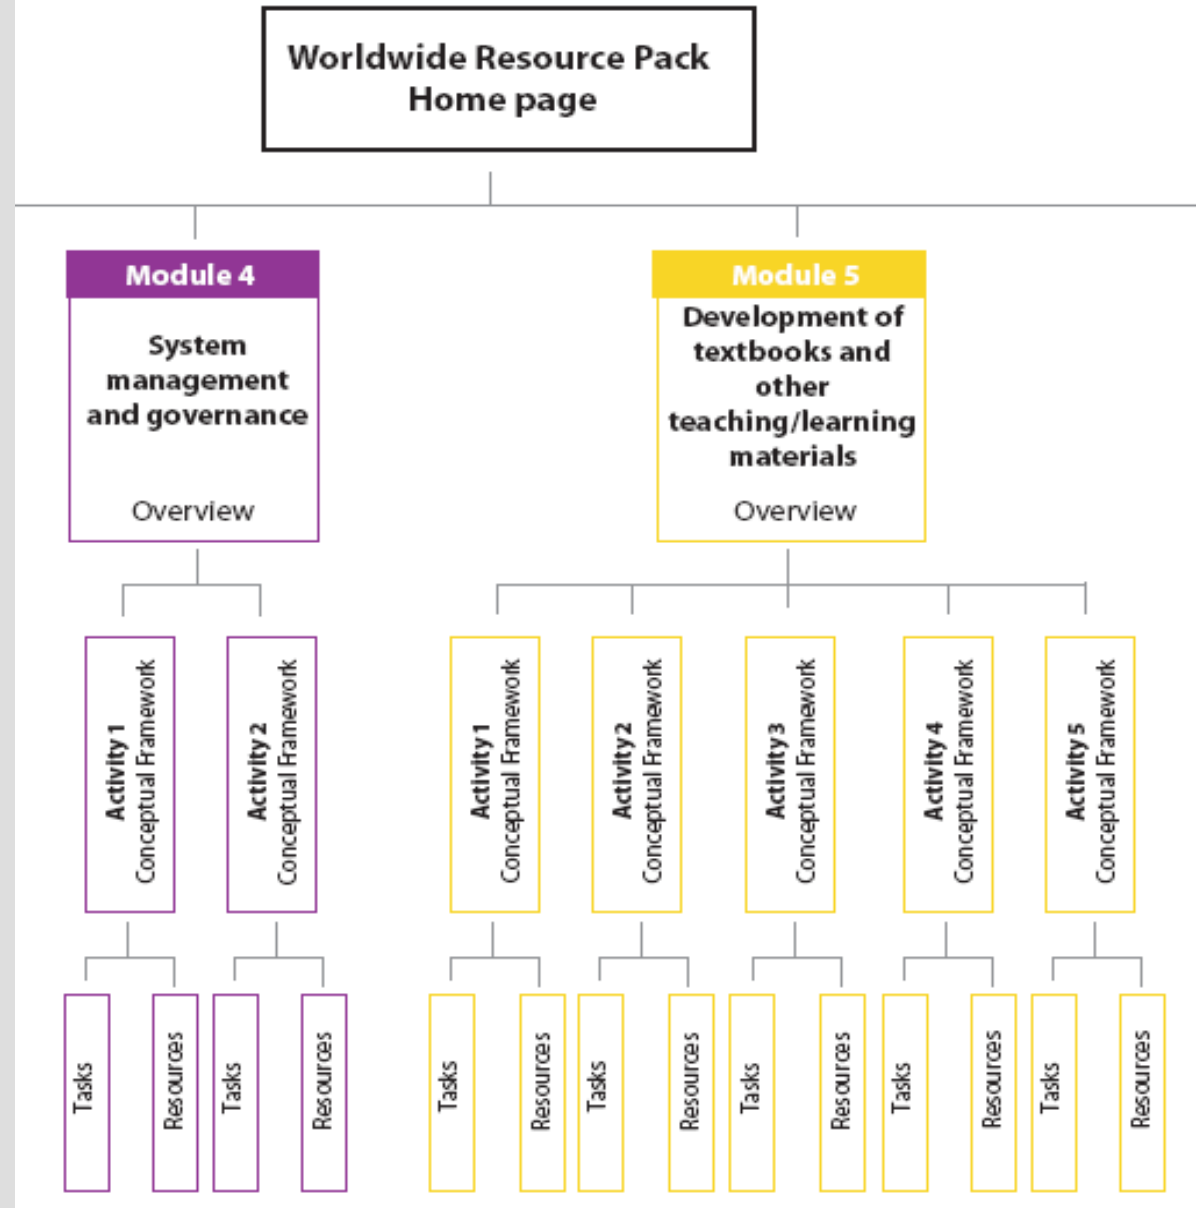 Worldwide Resource Pack
Home page
Module 4
System
management
and governance
Overview
Module 5
Development of
textbooks and
other
teaching/learning
materials
Overview
Activity 1
Conceptual Framework
Activity 2
Conceptual Framework
Activity 1
Conceptual Framework
Activity 2
Conceptual Framework
Activity 3
Conceptual Framework
Activity 4
Conceptual Framework
Activity 5
Conceptual Framework
Tasks
Resources
Tasks
Resources
Tasks
Resources
Tasks
Resources
Tasks
Resources
Tasks
Resources
Tasks
Resources